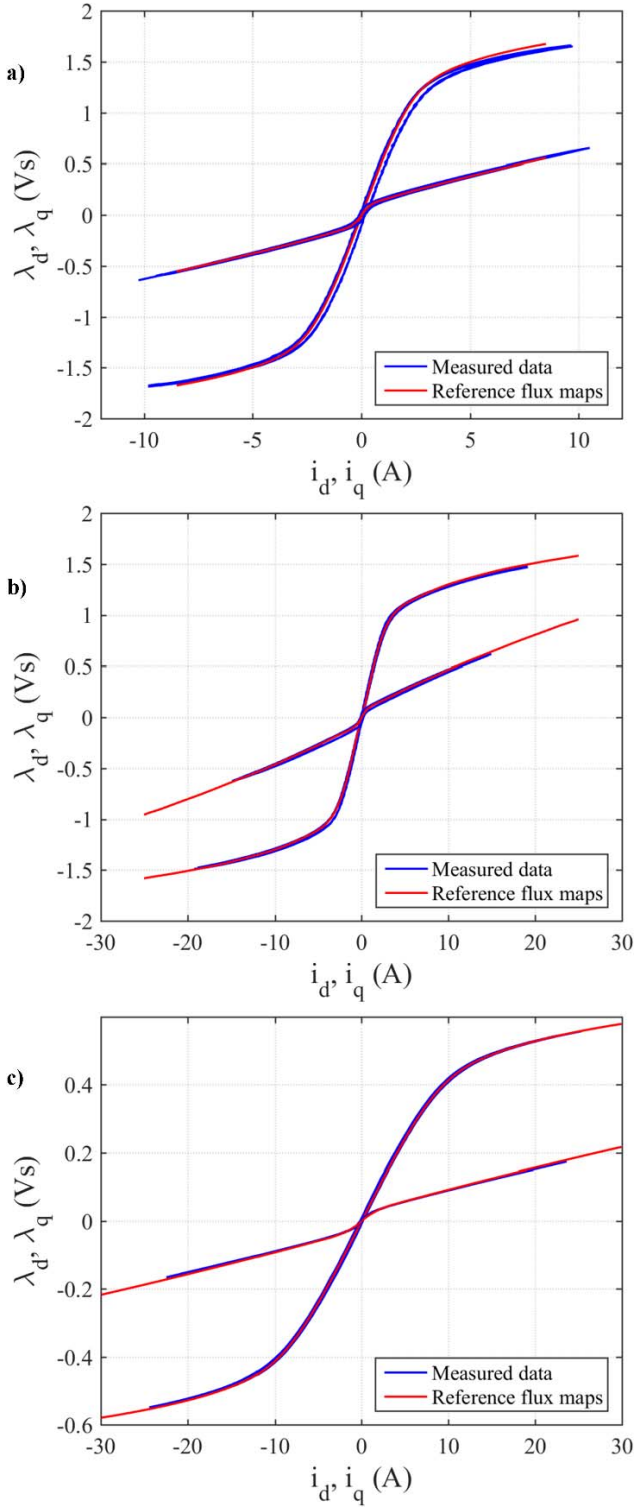 a)
2
1.5
1
0.5
0
-0.5
-1
-1.5
-2
λd, λq (Vs)
Measured data
Reference flux maps
-10 -5 0 5 10
id, iq (A)
b)
2
1.5
1
0.5
0
-0.5
-1
-1.5
-2
λd, λq (Vs)
Measured data
Reference flux maps
-30 -20 -10 0 10 20 30
id, iq (A)
c)
0.4
0.2
0
-0.2
-0.4
-0.6
λd, λq (Vs)
Measured data
Reference flux maps
-30 -20 -10 0 10 20 30
id, iq (A)